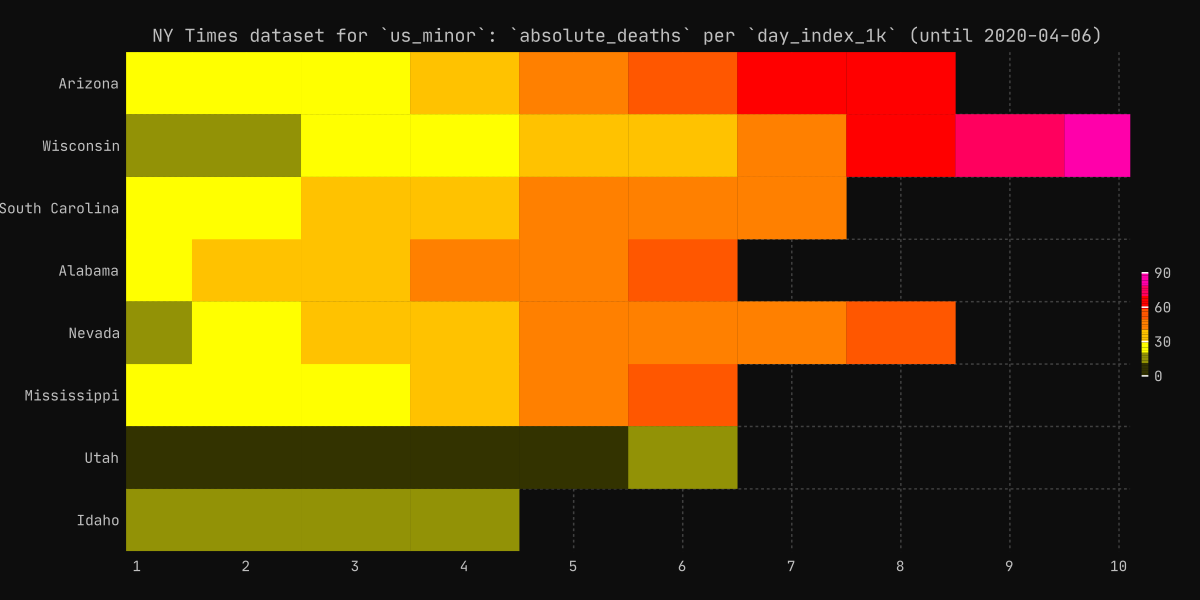 NY Times dataset for `us_minor`: `absolute_deaths` per `day_index_1k` (until 2020-04-06)
Arizona
Wisconsin
South Carolina
Alabama
Nevada
Mississippi
Utah
Idaho
1 2 3 4 5 6 7 8 9 10
90
60
30
0